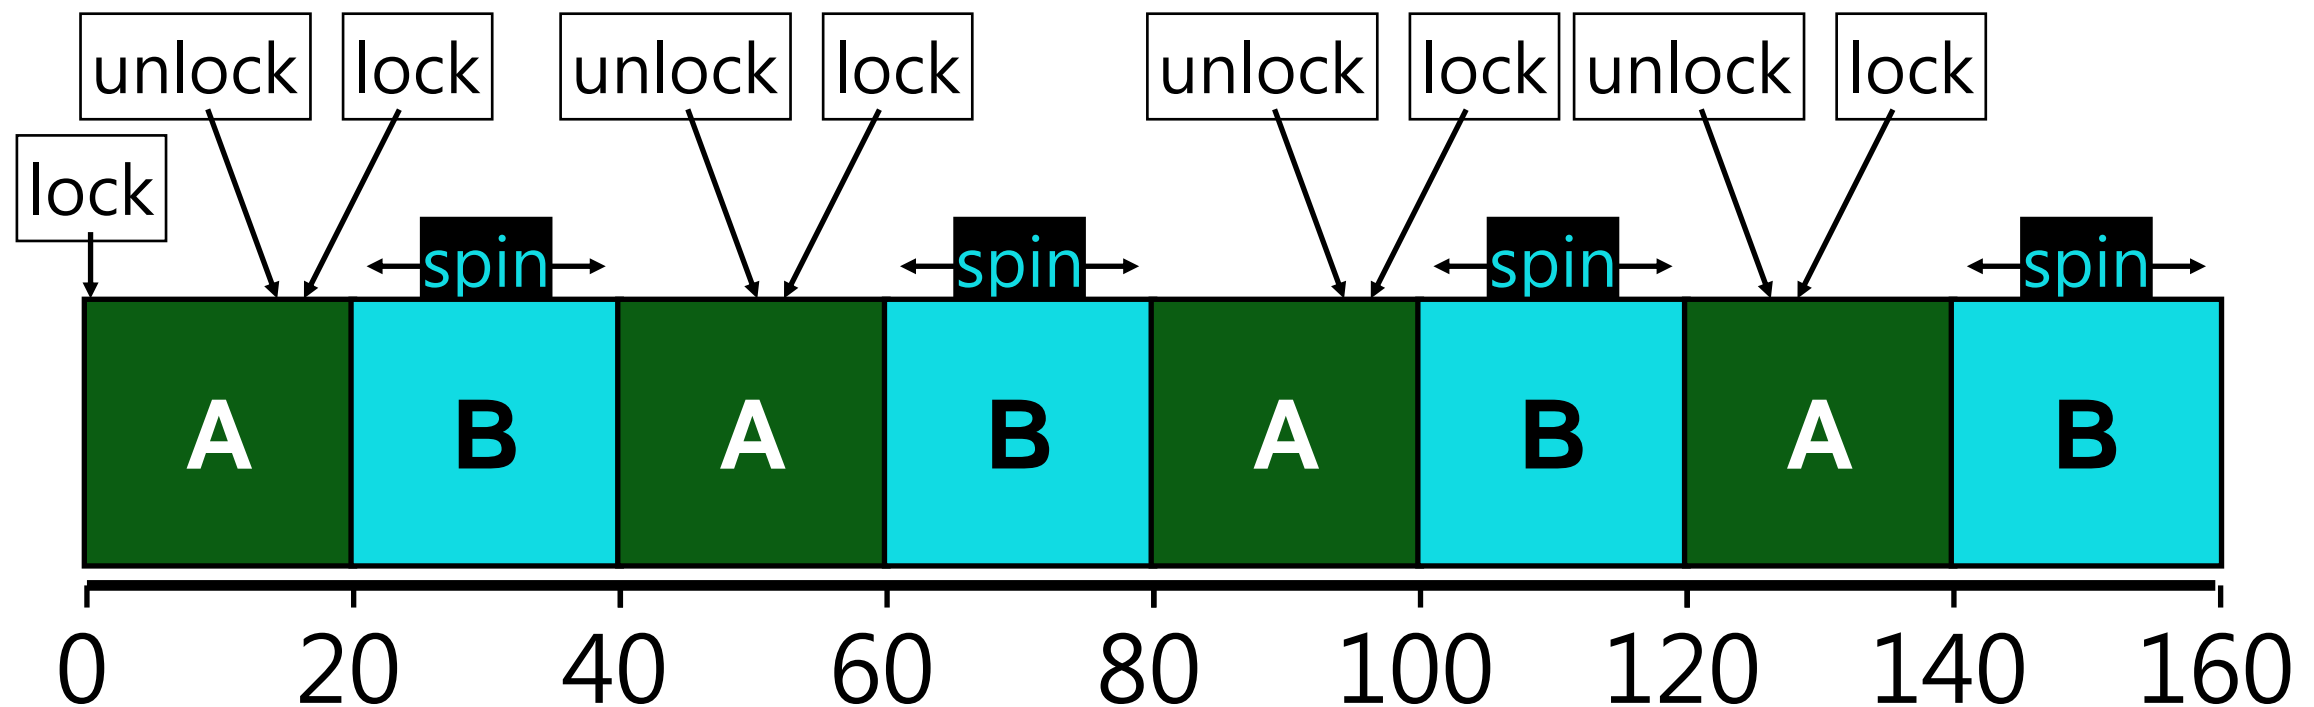 unlock lock unlock lock unlock lock unlock lock
lock
spin spin spin spin
A B A B A B A B
0 20 40 60 80 100 120 140 160